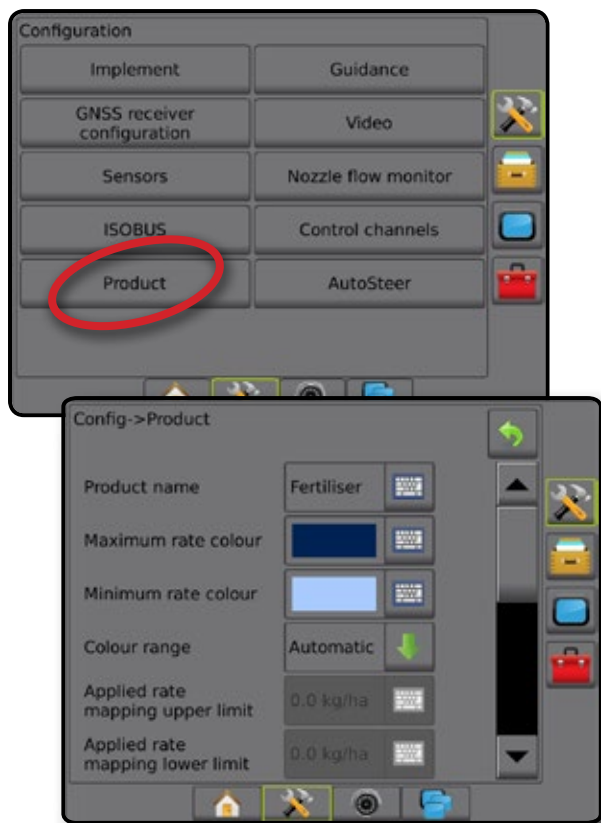 Configuration
Implement
Guidance
GNSS receiver
configuration
Video
Sensors
Nozzle flow monitor
ISOBUS
Control channels
Product
AutoSteer
Config->Product
Product name
Fertiliser
Maximum rate colour
Minimum rate colour
Colour range
Automatic
Applied rate
mapping upper limit
0.0 kg/ha
Applied rate
mapping lower limit
0.0 kg/ha